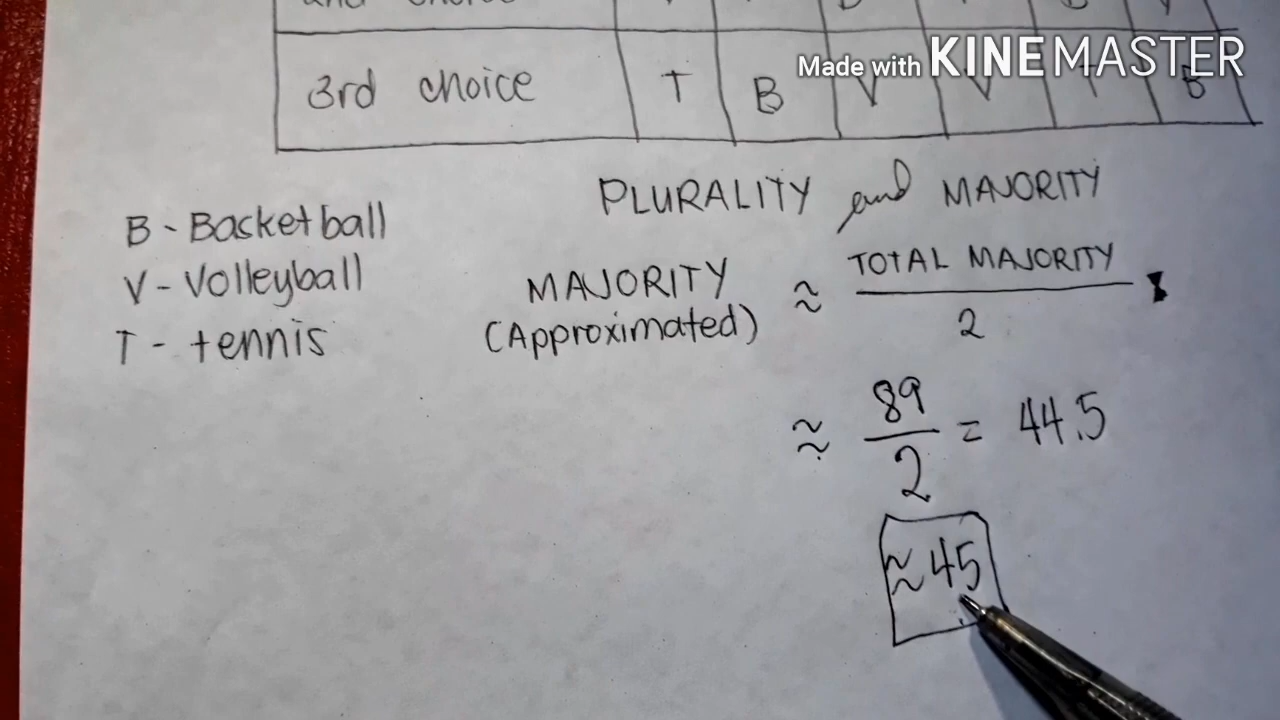 Made with KINEMASTER
3rd choice T B V V T B
PLURALITY and MAJORITY
B - Basketball
V - Volleyball
T - tennis
MAJORITY ≈ TOTAL MAJORITY
(Approximated) 2
≈ 89 = 44.5
2
≈ 45